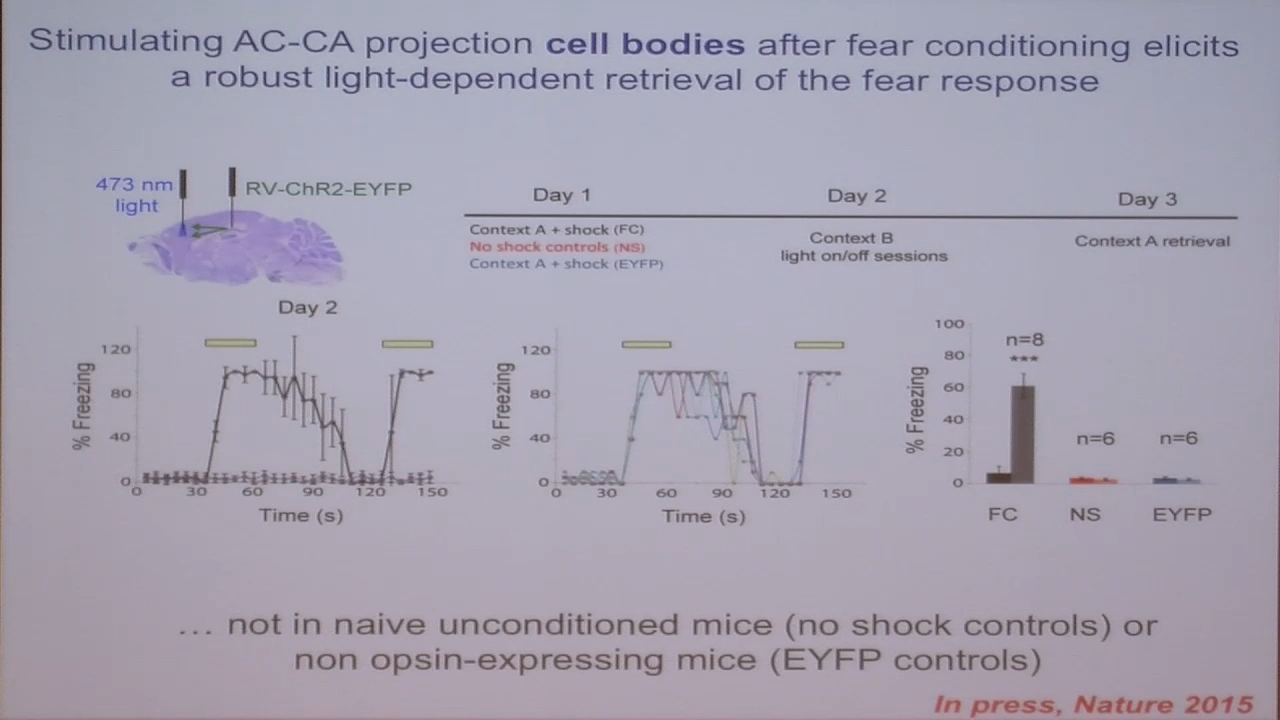 Stimulating AC-CA projection cell bodies after fear conditioning elicits
a robust light-dependent retrieval of the fear response
473 nm
light
RV-ChR2-EYFP
Day 1
Day 2
Day 3
Context A + shock (FC)
No shock controls (NS)
Context A + shock (EYFP)
Context B
light on/off sessions
Context A retrieval
Day 2
% Freezing
120
80
40
0
0 30 60 90 120 150
Time (s)
% Freezing
120
80
40
0
0 30 60 90 120 150
Time (s)
% Freezing
100
80
60
40
20
0
n=8
***
n=6
n=6
FC NS EYFP
... not in naive unconditioned mice (no shock controls) or
non opsin-expressing mice (EYFP controls)
In press, Nature 2015